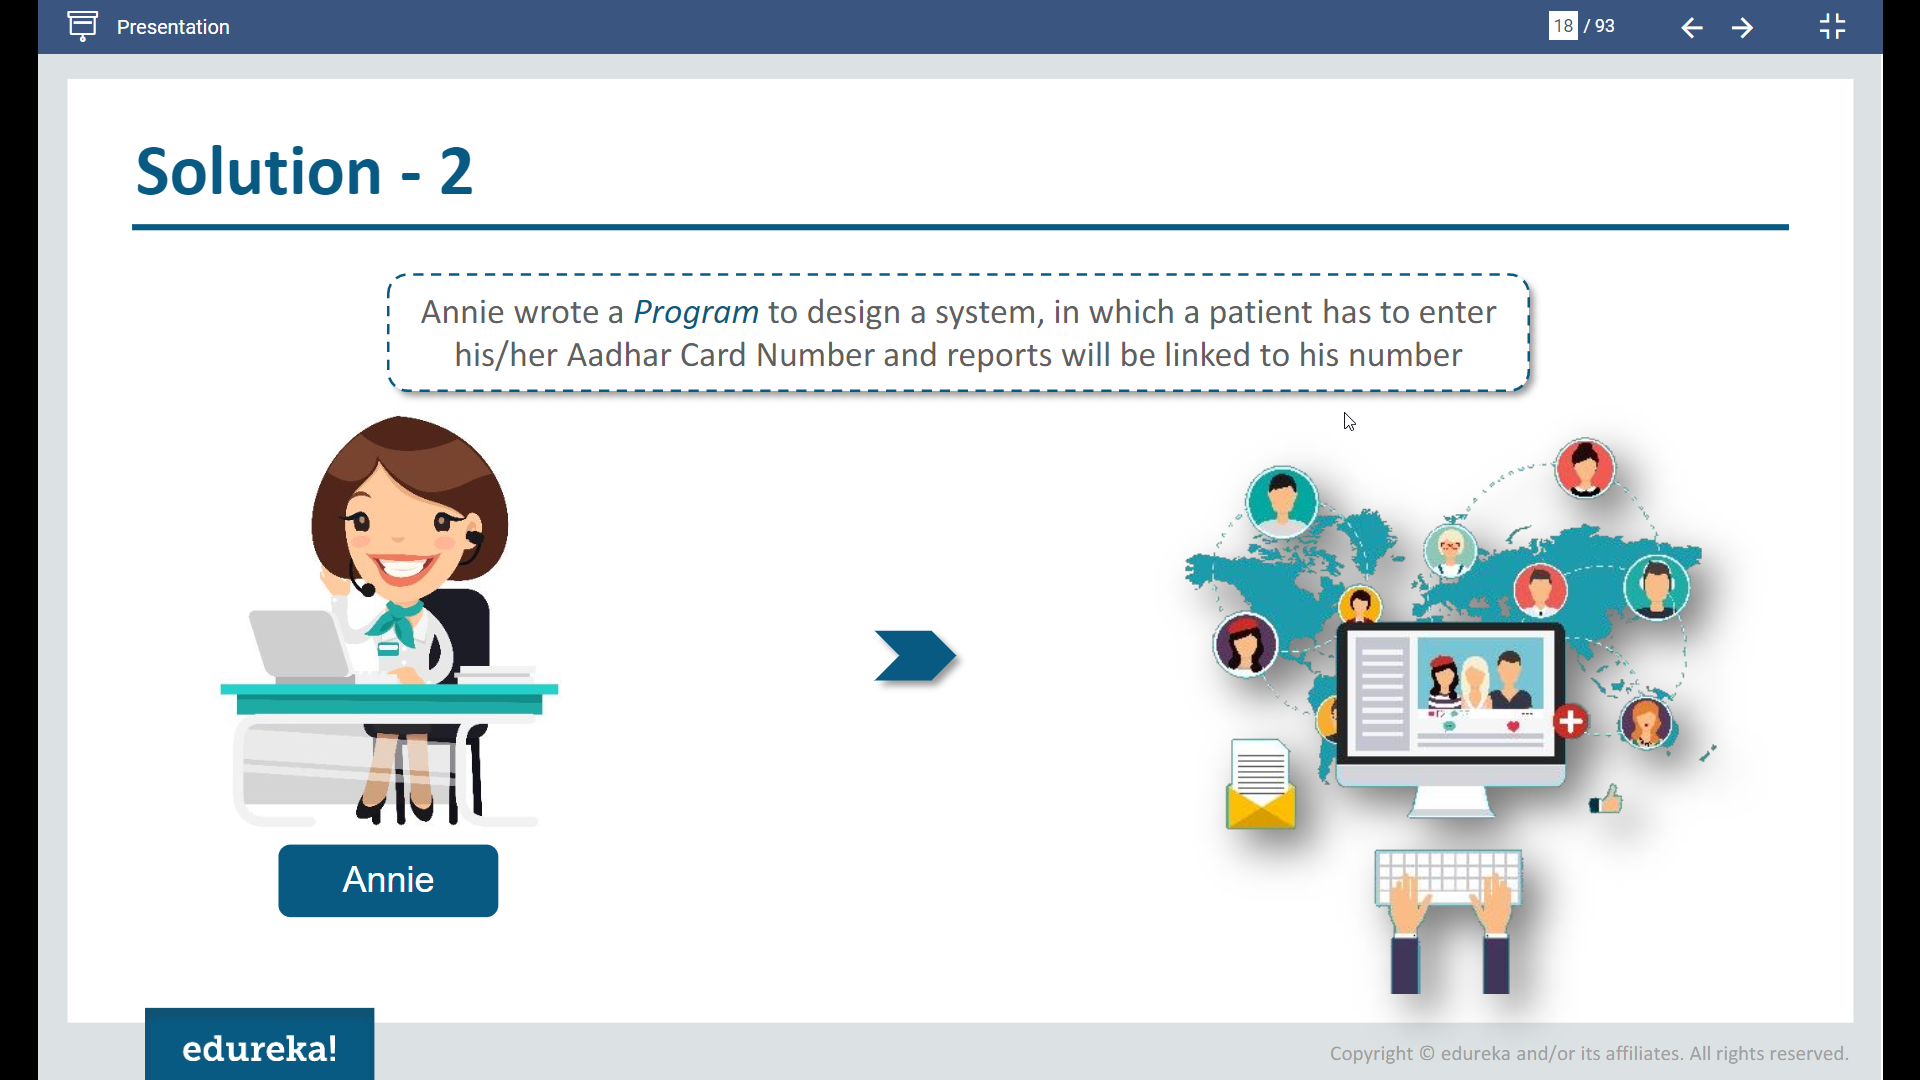 Presentation
18 / 93
Solution - 2
Annie wrote a Program to design a system, in which a patient has to enter
his/her Aadhar Card Number and reports will be linked to his number
Annie
edureka!
Copyright © edureka and/or its affiliates. All rights reserved.